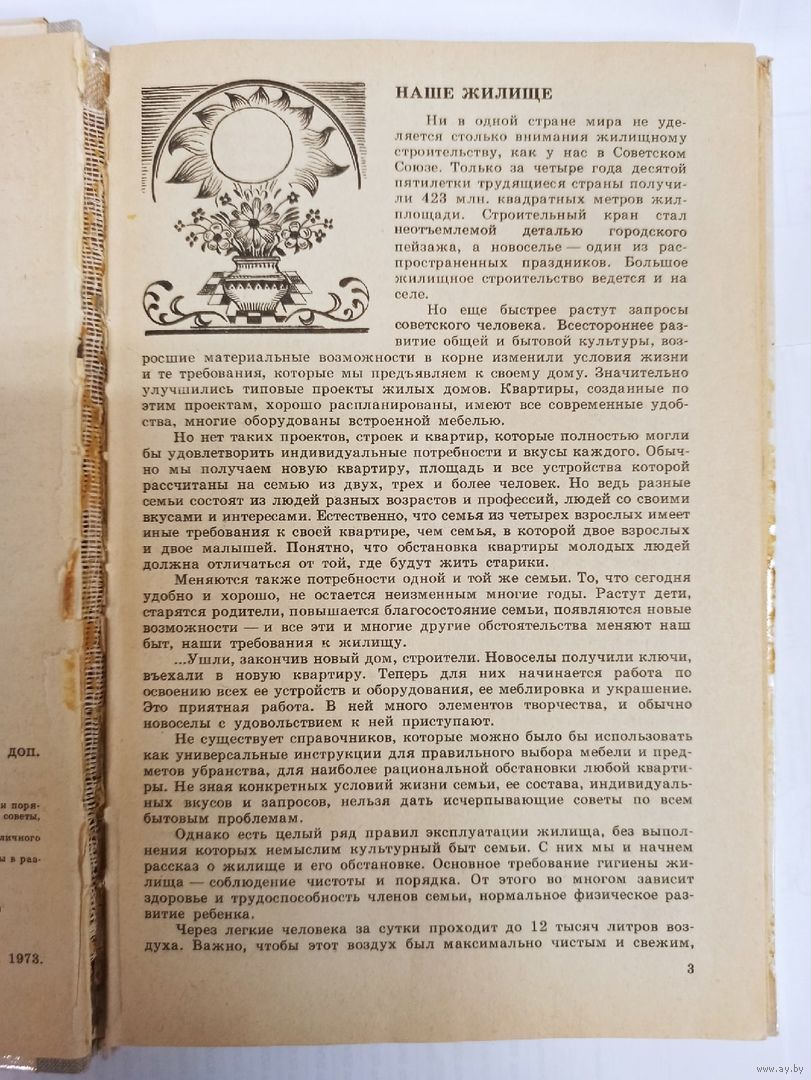 НАШЕ ЖИЛИЩЕ
Ни в одной стране мира не уде-
ляется столько внимания жилищному
строительству, как у нас в Советском
Союзе. Только за четыре года десятой
пятилетки трудящиеся страны получи-
ли 423 млн. квадратных метров жил-
площади. Строительный кран стал
неотъемлемой деталью городского
пейзажа, а новоселье — один из рас-
пространенных праздников. Большое
жилищное строительство ведется и на
селе.
Но еще быстрее растут запросы
советского человека. Всестороннее раз-
витие общей и бытовой культуры, воз-
росшие материальные возможности в корне изменили условия жизни
и те требования, которые мы предъявляем к своему дому. Значительно
улучшились типовые проекты жилых домов. Квартиры, созданные по
этим проектам, хорошо распланированы, имеют все современные удоб-
ства, многие оборудованы встроенной мебелью.
Но нет таких проектов, строек и квартир, которые полностью могли
бы удовлетворить индивидуальные потребности и вкусы каждого. Обыч-
но мы получаем новую квартиру, площадь и все устройства которой
рассчитаны на семью из двух, трех и более человек. Но ведь разные
семьи состоят из людей разных возрастов и профессий, людей со своими
вкусами и интересами. Естественно, что семья из четырех взрослых имеет
иные требования к своей квартире, чем семья, в которой двое взрослых
и двое малышей. Понятно, что обстановка квартиры молодых людей
должна отличаться от той, где будут жить старики.
Меняются также потребности одной и той же семьи. То, что сегодня
удобно и хорошо, не остается неизменным многие годы. Растут дети,
старятся родители, повышается благосостояние семьи, появляются новые
возможности — и все эти и многие другие обстоятельства меняют наш
быт, наши требования к жилищу.
...Ушли, закончив новый дом, строители. Новоселы получили ключи,
въехали в новую квартиру. Теперь для них начинается работа по
освоению всех ее устройств и оборудования, ее меблировка и украшение.
Это приятная работа. В ней много элементов творчества, и обычно
новоселы с удовольствием к ней приступают.
Не существует справочников, которые можно было бы использовать
как универсальные инструкции для правильного выбора мебели и пред-
метов убранства, для наиболее рациональной обстановки любой кварти-
ры. Не зная конкретных условий жизни семьи, ее состава, индивидуаль-
ных вкусов и запросов, нельзя дать исчерпывающие советы по всем
бытовым проблемам.
Однако есть целый ряд правил эксплуатации жилища, без выпол-
нения которых немыслим культурный быт семьи. С них мы и начнем
рассказ о жилище и его обстановке. Основное требование гигиены жи-
лища — соблюдение чистоты и порядка. От этого во многом зависит
здоровье и трудоспособность членов семьи, нормальное физическое раз-
витие ребенка.
Через легкие человека за сутки проходит до 12 тысяч литров воз-
духа. Важно, чтобы этот воздух был максимально чистым и свежим,
3
доп.
и поря-
советы,
личного
ы в раз-
1973.
www.ay.by